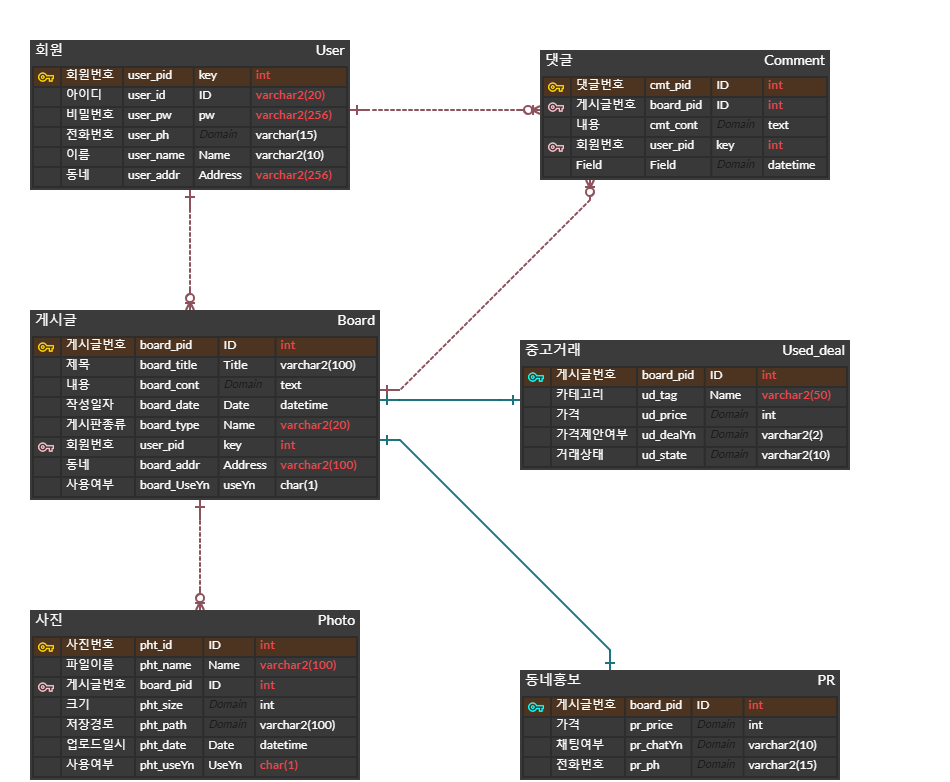 회원 User
회원번호 user_pid key int
아이디 user_id ID varchar2(20)
비밀번호 user_pw pw varchar2(256)
전화번호 user_ph Domain varchar(15)
이름 user_name Name varchar2(10)
동네 user_addr Address varchar2(256)
댓글 Comment
댓글번호 cmt_pid ID int
게시글번호 board_pid ID int
내용 cmt_cont Domain text
회원번호 user_pid key int
Field Field Domain datetime
게시글 Board
게시글번호 board_pid ID int
제목 board_title Title varchar2(100)
내용 board_cont Domain text
작성일자 board_date Date datetime
게시판종류 board_type Name varchar2(20)
회원번호 user_pid key int
동네 board_addr Address varchar2(100)
사용여부 board_UseYn useYn char(1)
중고거래 Used_deal
게시글번호 board_pid ID int
카테고리 ud_tag Name varchar2(50)
가격 ud_price Domain int
가격제안여부 ud_dealYn Domain varchar2(2)
거래상태 ud_state Domain varchar2(10)
사진 Photo
사진번호 pht_id ID int
파일이름 pht_name Name varchar2(100)
게시글번호 board_pid ID int
크기 pht_size Domain int
저장경로 pht_path Domain varchar2(100)
업로드일시 pht_date Date datetime
사용여부 pht_useYn UseYn char(1)
동네홍보 PR
게시글번호 board_pid ID int
가격 pr_price Domain int
채팅여부 pr_chatYn Domain varchar2(10)
전화번호 pr_ph Domain varchar2(15)